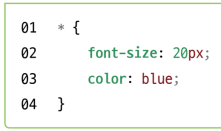 01 * {
02 font-size: 20px;
03 color: blue;
04 }